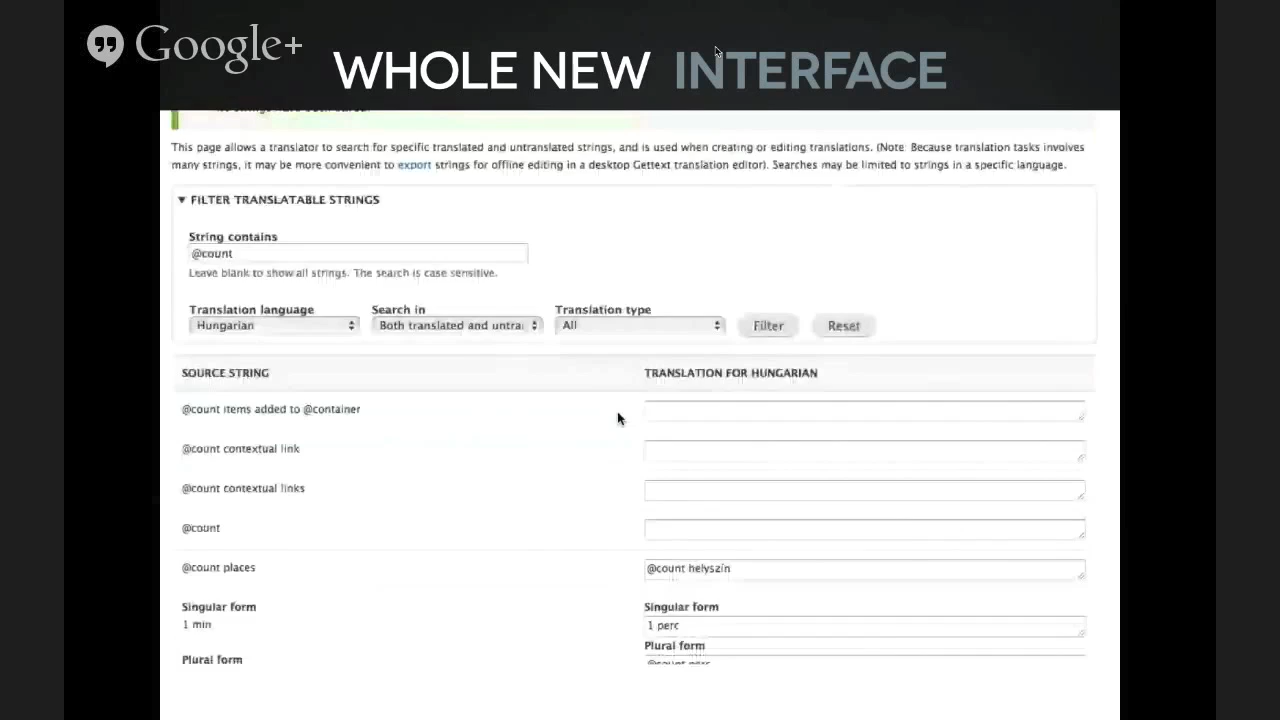 Google+
WHOLE NEW INTERFACE
This page allows a translator to search for specific translated and untranslated strings, and is used when creating or editing translations. (Note: Because translation tasks involves
many strings, it may be more convenient to export strings for offline editing in a desktop Gettext translation editor). Searches may be limited to strings in a specific language.
FILTER TRANSLATABLE STRINGS
String contains
@count
Leave blank to show all strings. The search is case sensitive.
Translation language Search in Translation type
Hungarian Both translated and untra All Filter Reset
SOURCE STRING TRANSLATION FOR HUNGARIAN
@count items added to @container
@count contextual link
@count contextual links
@count
@count places @count helyszín
Singular form Singular form
1 min 1 perc
Plural form
Plural form